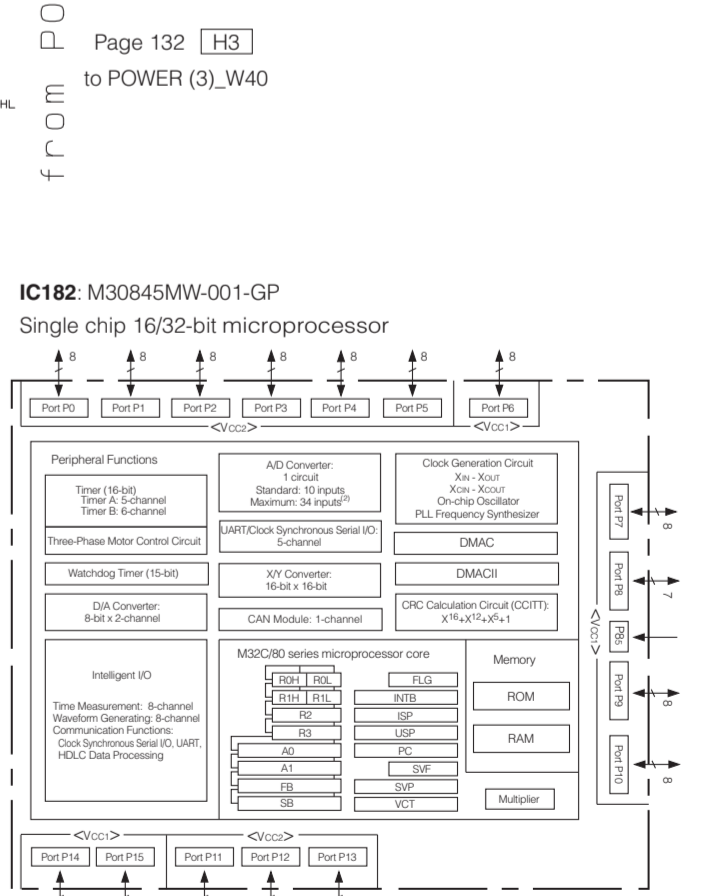 from PO
Page 132 H3
to POWER (3)_W40
HL
IC182: M30845MW-001-GP
Single chip 16/32-bit microprocessor
8 8 8 8 8 8 8
Port P0 Port P1 Port P2 Port P3 Port P4 Port P5 Port P6
<VCC2> <VCC1>
Peripheral Functions
Timer (16-bit)
Timer A: 5-channel
Timer B: 6-channel
Three-Phase Motor Control Circuit
Watchdog Timer (15-bit)
D/A Converter:
8-bit x 2-channel
Intelligent I/O
Time Measurement: 8-channel
Waveform Generating: 8-channel
Communication Functions:
Clock Synchronous Serial I/O, UART,
HDLC Data Processing
A/D Converter:
1 circuit
Standard: 10 inputs
Maximum: 34 inputs(2)
UART/Clock Synchronous Serial I/O:
5-channel
X/Y Converter:
16-bit x 16-bit
CAN Module: 1-channel
Clock Generation Circuit
XIN - XOUT
XCIN - XCOUT
On-chip Oscillator
PLL Frequency Synthesizer
DMAC
DMACII
CRC Calculation Circuit (CCITT):
X16+X12+X5+1
M32C/80 series microprocessor core
R0H R0L
R1H R1L
R2
R3
A0
A1
FB
SB
FLG
INTB
ISP
USP
PC
SVF
SVP
VCT
Memory
ROM
RAM
Multiplier
<VCC1>
Port P7 8
Port P8 7
P85
Port P9 8
Port P10 8
<VCC1> <VCC2>
Port P14 Port P15 Port P11 Port P12 Port P13